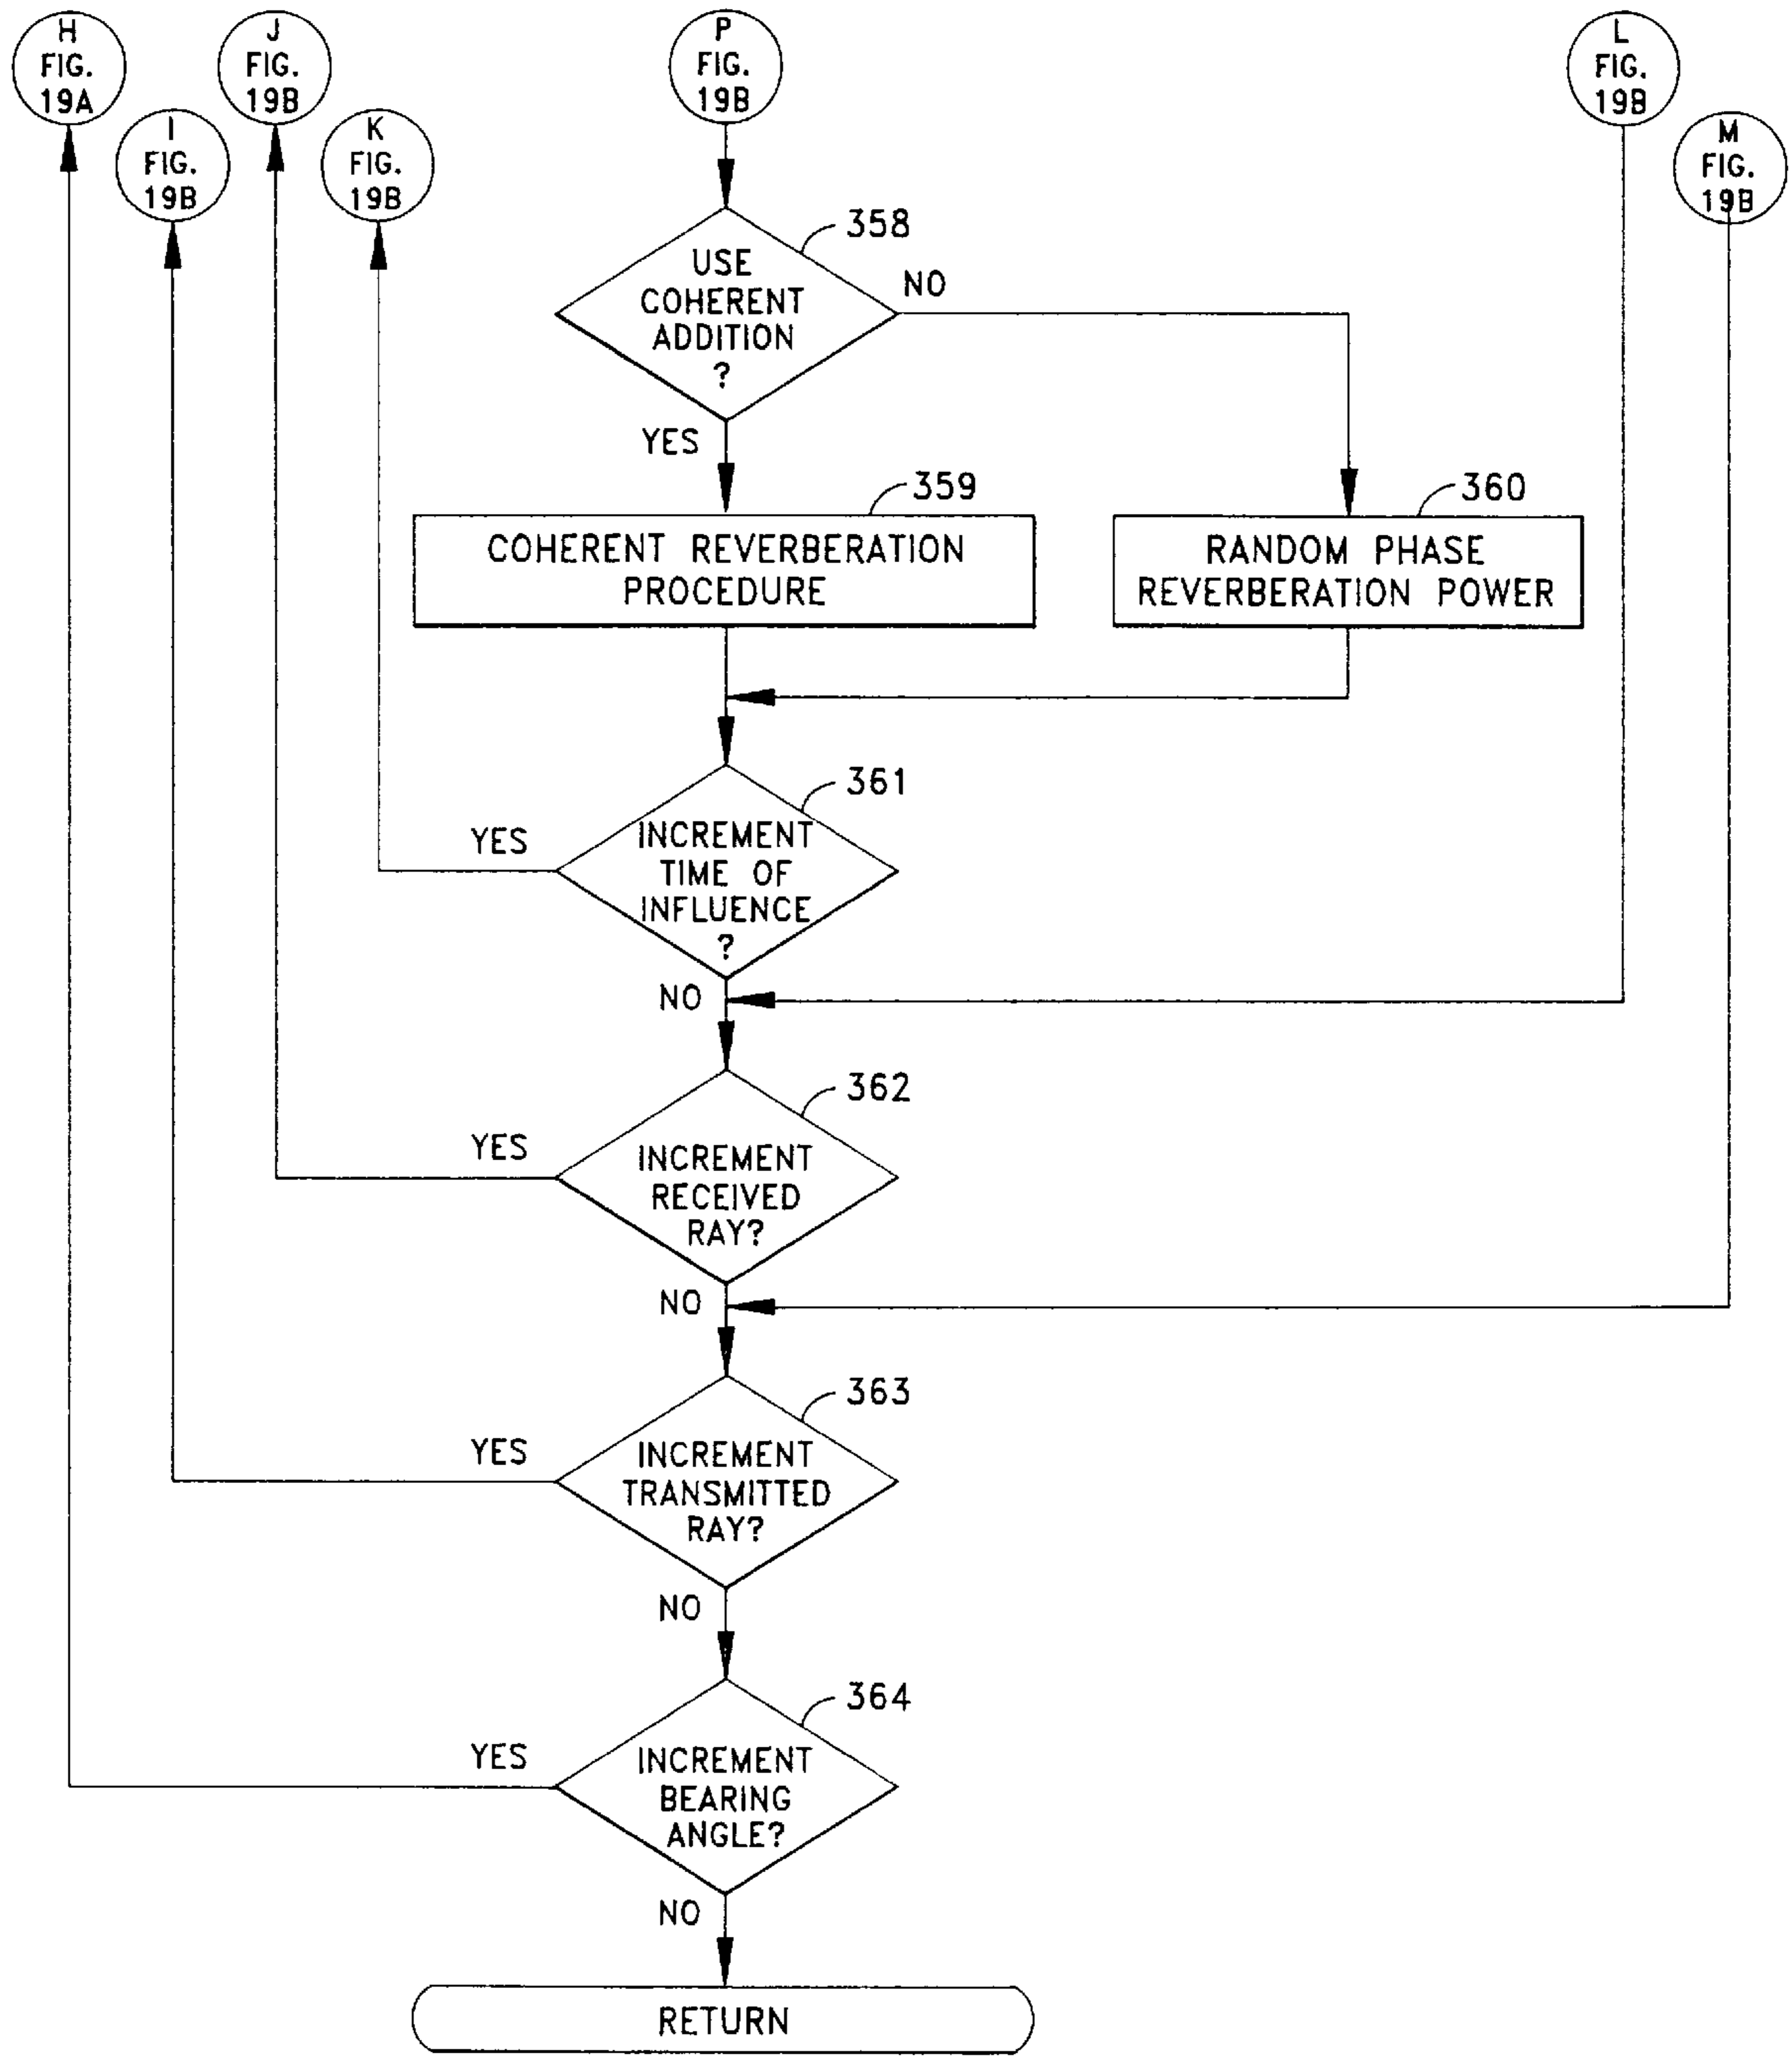 H
FIG.
19A
I
FIG.
19B
J
FIG.
19B
K
FIG.
19B
P
FIG.
19B
L
FIG.
19B
M
FIG.
19B
358
USE
COHERENT
ADDITION
?
NO
YES
359
COHERENT REVERBERATION
PROCEDURE
360
RANDOM PHASE
REVERBERATION POWER
361
INCREMENT
TIME OF
INFLUENCE
?
YES
NO
362
INCREMENT
RECEIVED
RAY?
YES
NO
363
INCREMENT
TRANSMITTED
RAY?
YES
NO
364
INCREMENT
BEARING
ANGLE?
YES
NO
RETURN